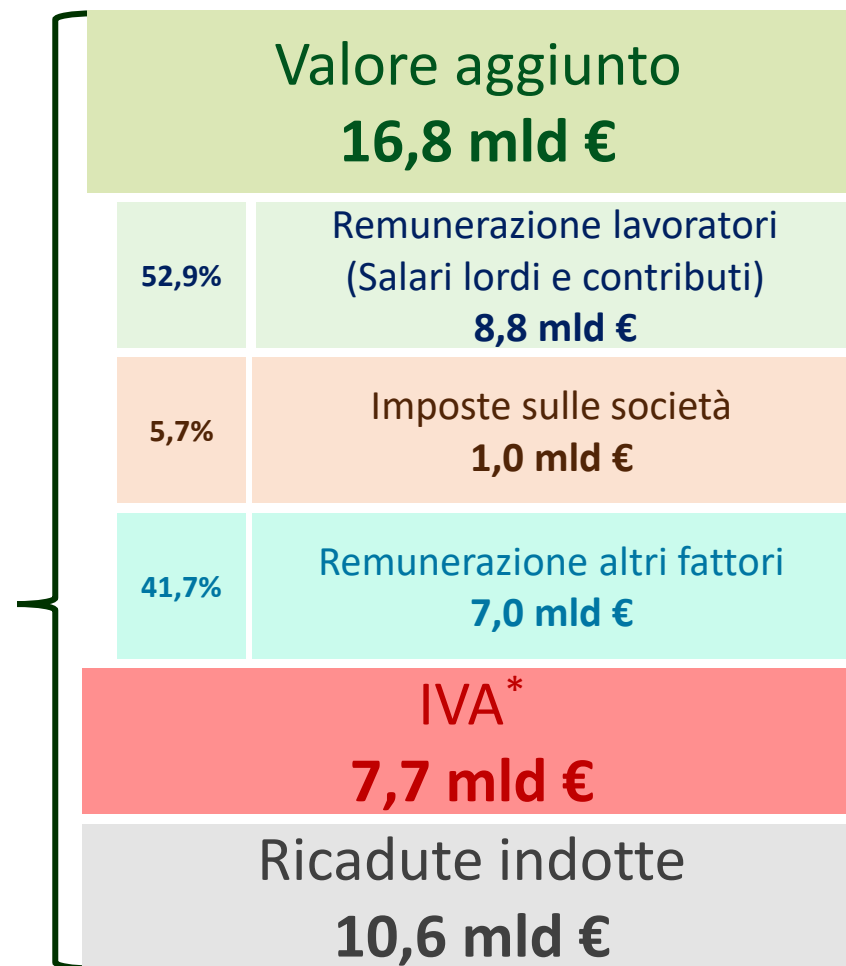 Valore aggiunto
16,8 mld €
52,9%
Remunerazione lavoratori
(Salari lordi e contributi)
8,8 mld €
5,7%
Imposte sulle società
1,0 mld €
41,7%
Remunerazione altri fattori
7,0 mld €
IVA*
7,7 mld €
Ricadute indotte
10,6 mld €